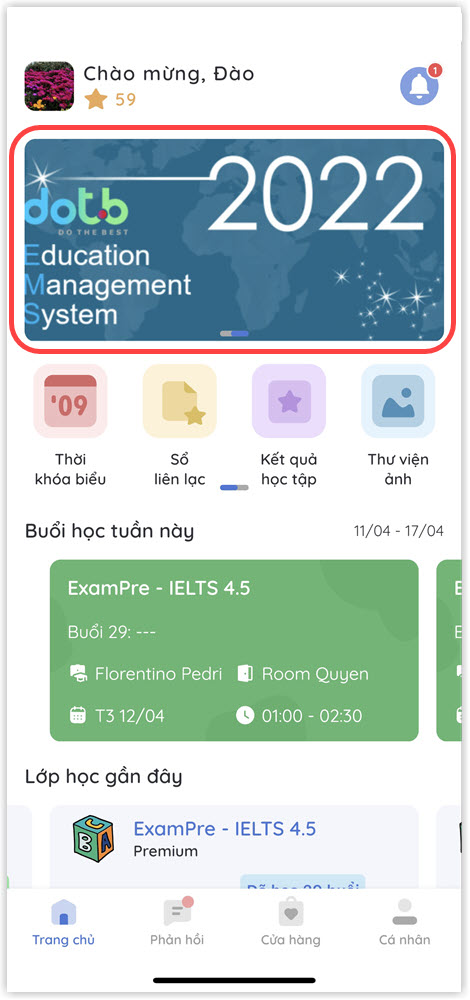 Chào mừng, Đào
59
1
2022
dotb
DO THE BEST
Education
Management
System
'09
Thời
khóa biểu
Sổ
liên lạc
Kết quả
học tập
Thư viện
ảnh
Buổi học tuần này
11/04 - 17/04
ExamPre - IELTS 4.5
Buổi 29: ---
Florentino Pedri
Room Quyen
T3 12/04
01:00 - 02:30
Lớp học gần đây
C
B
A
ExamPre - IELTS 4.5
Premium
Trang chủ
Phản hồi
Cửa hàng
Cá nhân